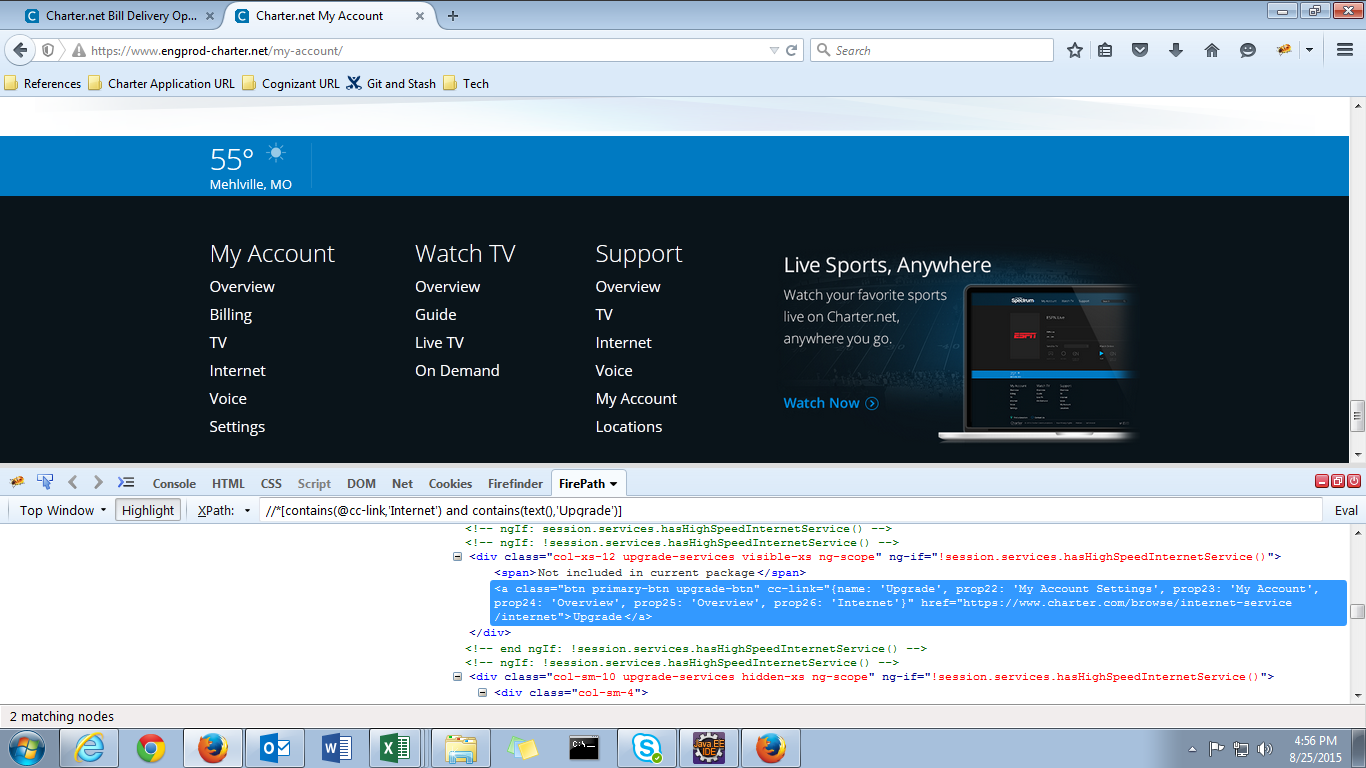 Charter.net Bill Delivery Op...
Charter.net My Account
https://www.engprod-charter.net/my-account/
Search
References
Charter Application URL
Cognizant URL
Git and Stash
Tech
55°
Mehlville, MO
My Account
Overview
Billing
TV
Internet
Voice
Settings
Watch TV
Overview
Guide
Live TV
On Demand
Support
Overview
TV
Internet
Voice
My Account
Locations
Live Sports, Anywhere
Watch your favorite sports
live on Charter.net,
anywhere you go.
Watch Now
Spectrum
ESPN
Console
HTML
CSS
Script
DOM
Net
Cookies
Firefinder
FirePath
Top Window
Highlight
XPath:
//*[contains(@cc-link,'Internet') and contains(text(),'Upgrade')]
Eval
<!-- ngIf: session.services.hasHighSpeedInternetService() -->
<!-- ngIf: !session.services.hasHighSpeedInternetService() -->
<div class="col-xs-12 upgrade-services visible-xs ng-scope" ng-if="!session.services.hasHighSpeedInternetService()">
<span>Not included in current package</span>
<a class="btn primary-btn upgrade-btn" cc-link="{name: 'Upgrade', prop22: 'My Account Settings', prop23: 'My Account',
prop24: 'Overview', prop25: 'Overview', prop26: 'Internet'}" href="https://www.charter.com/browse/internet-service
/internet">Upgrade</a>
</div>
<!-- end ngIf: !session.services.hasHighSpeedInternetService() -->
<!-- ngIf: !session.services.hasHighSpeedInternetService() -->
<div class="col-sm-10 upgrade-services hidden-xs ng-scope" ng-if="!session.services.hasHighSpeedInternetService()">
<div class="col-sm-4">
2 matching nodes
Java EE
IDE
4:56 PM
8/25/2015